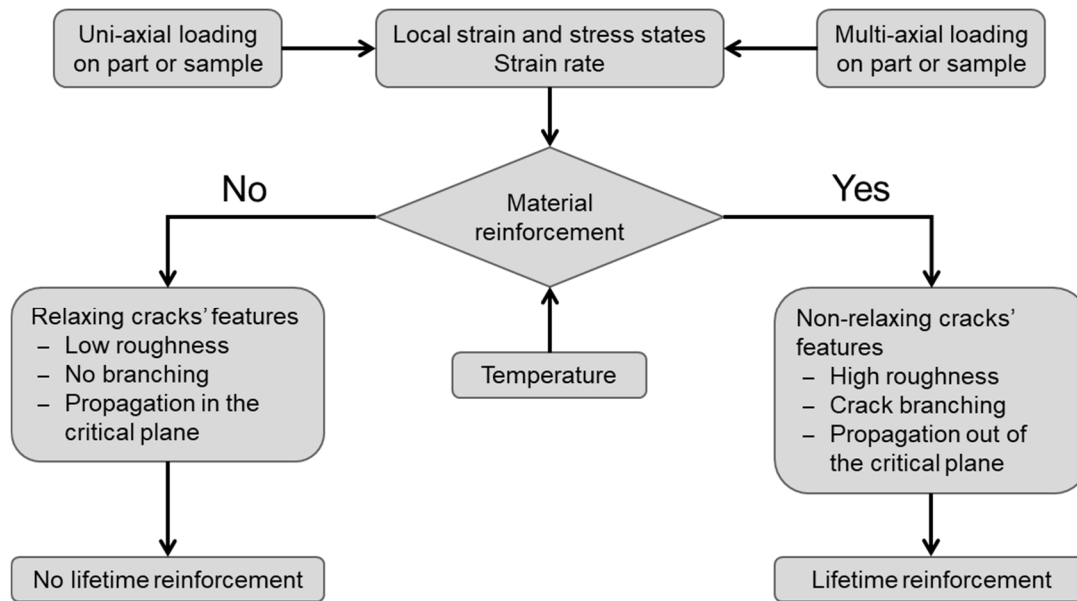 Uni-axial loading
on part or sample
Local strain and stress states
Strain rate
Multi-axial loading
on part or sample
No
Material
reinforcement
Yes
Relaxing cracks’ features
– Low roughness
– No branching
– Propagation in the
critical plane
Temperature
Non-relaxing cracks’
features
– High roughness
– Crack branching
– Propagation out of
the critical plane
No lifetime reinforcement
Lifetime reinforcement